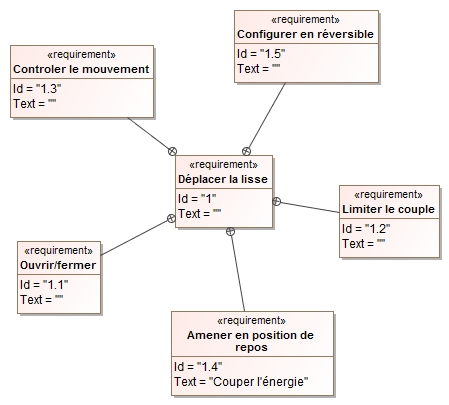 «requirement»
Configurer en réversible
Id = "1.5"
Text = ""
«requirement»
Controler le mouvement
Id = "1.3"
Text = ""
«requirement»
Déplacer la lisse
Id = "1"
Text = ""
«requirement»
Limiter le couple
Id = "1.2"
Text = ""
«requirement»
Ouvrir/fermer
Id = "1.1"
Text = ""
«requirement»
Amener en position de
repos
Id = "1.4"
Text = "Couper l'énergie"